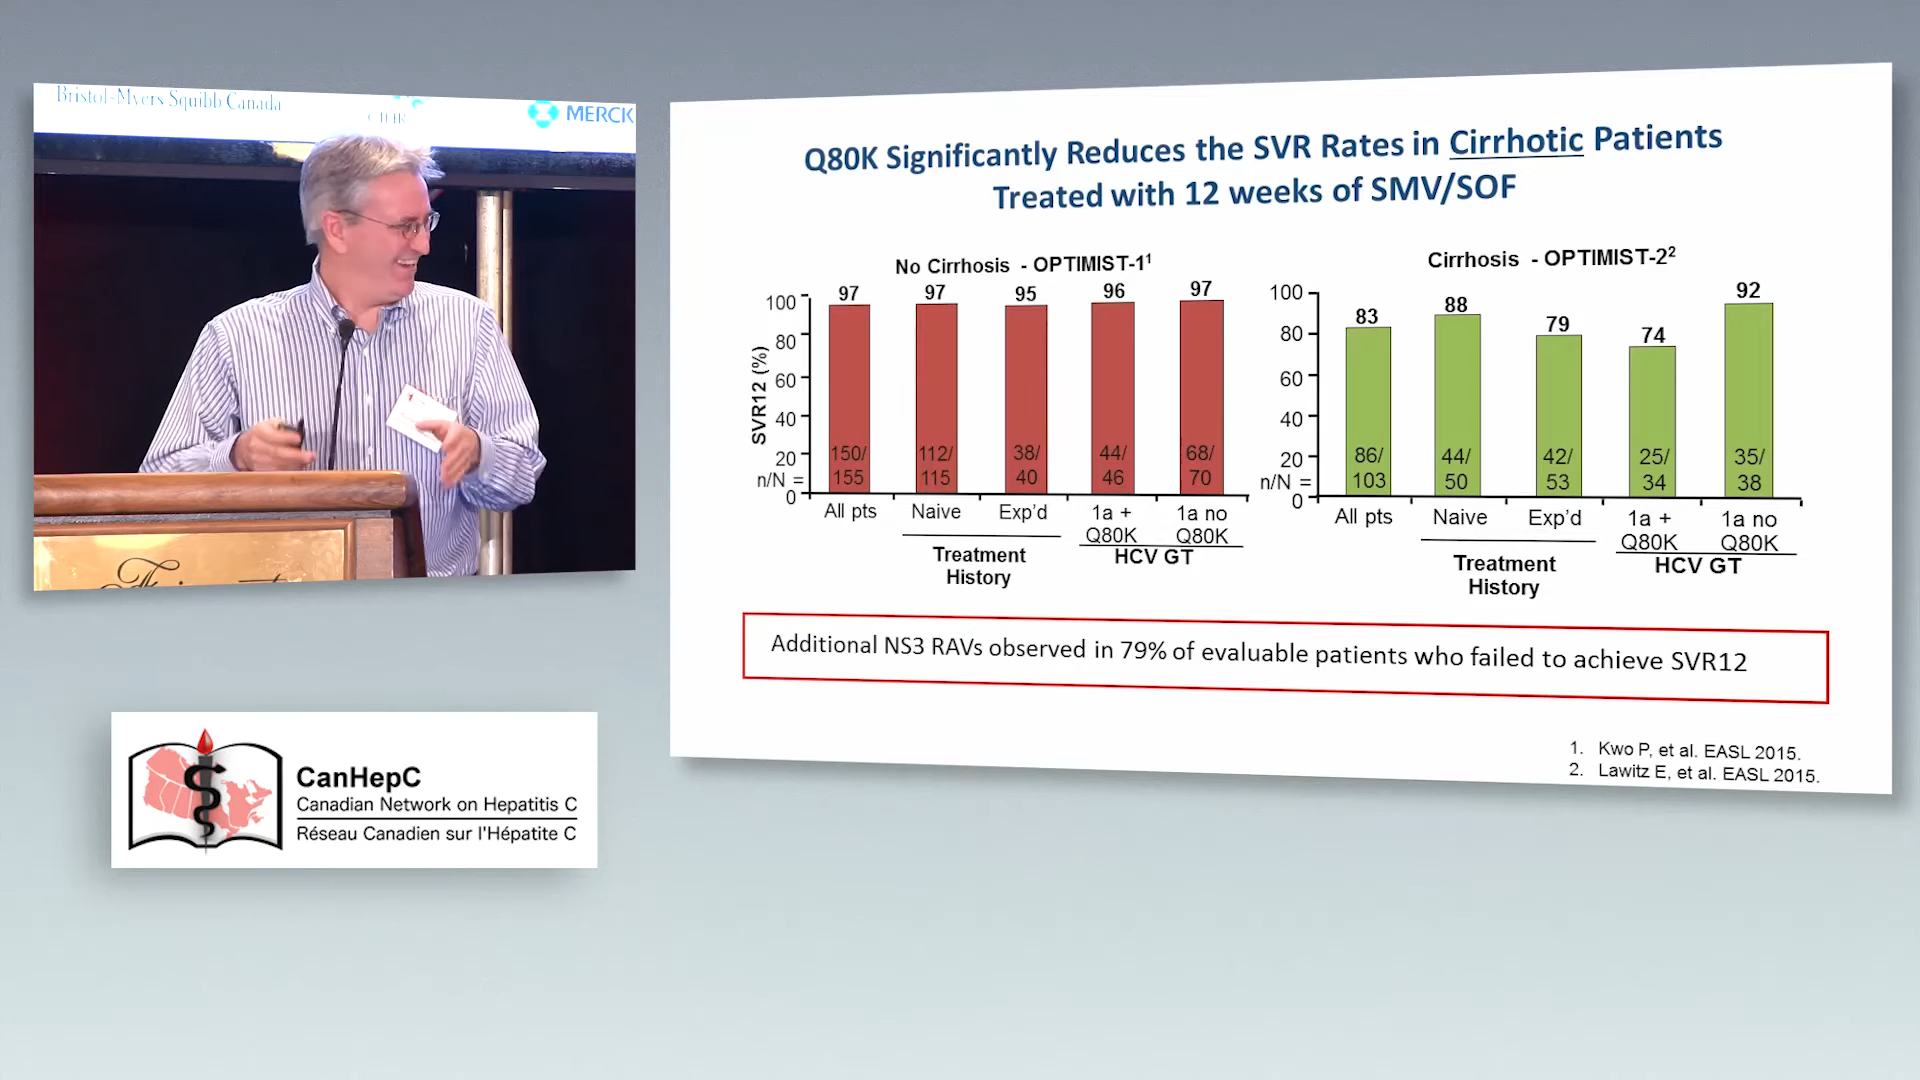 Bristol-Myers Squibb Canada
CIHR
MERCK
CanHepC
Canadian Network on Hepatitis C
Réseau Canadien sur l'Hépatite C
Q80K Significantly Reduces the SVR Rates in Cirrhotic Patients
Treated with 12 weeks of SMV/SOF
No Cirrhosis - OPTIMIST-1¹
SVR12 (%)
100
80
60
40
20
0
n/N =
97
97
95
96
97
150/
155
112/
115
38/
40
44/
46
68/
70
All pts
Naive
Exp'd
1a +
Q80K
1a no
Q80K
Treatment
History
HCV GT
Cirrhosis - OPTIMIST-2²
100
80
60
40
20
0
n/N =
83
88
79
74
92
86/
103
44/
50
42/
53
25/
34
35/
38
All pts
Naive
Exp'd
1a +
Q80K
1a no
Q80K
Treatment
History
HCV GT
Additional NS3 RAVs observed in 79% of evaluable patients who failed to achieve SVR12
1. Kwo P, et al. EASL 2015.
2. Lawitz E, et al. EASL 2015.